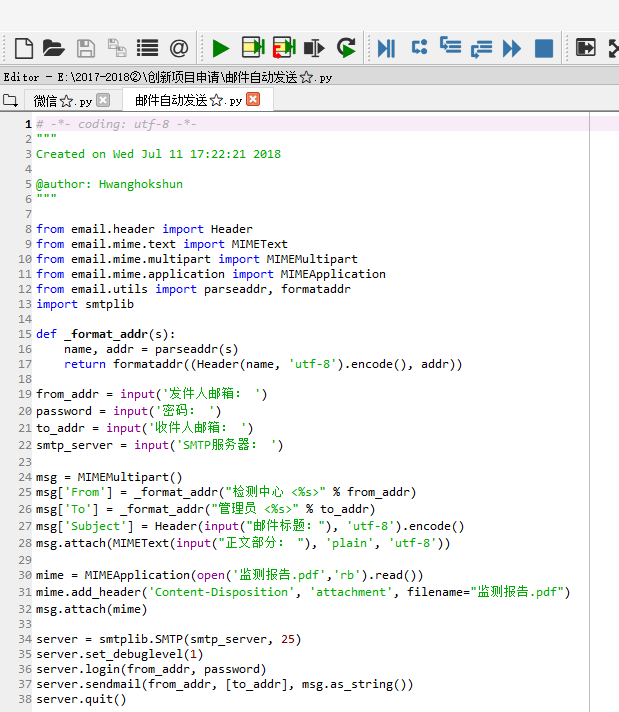 Editor - E:\2017-2018②\创新项目申请\邮件自动发送☆.py
微信☆.py
邮件自动发送☆.py
1 # -*- coding: utf-8 -*-
2 """
3 Created on Wed Jul 11 17:22:21 2018
4
5 @author: Hwanghokshun
6 """
7
8 from email.header import Header
9 from email.mime.text import MIMEText
10 from email.mime.multipart import MIMEMultipart
11 from email.mime.application import MIMEApplication
12 from email.utils import parseaddr, formataddr
13 import smtplib
14
15 def _format_addr(s):
16     name, addr = parseaddr(s)
17     return formataddr((Header(name, 'utf-8').encode(), addr))
18
19 from_addr = input('发件人邮箱： ')
20 password = input('密码： ')
21 to_addr = input('收件人邮箱： ')
22 smtp_server = input('SMTP服务器： ')
23
24 msg = MIMEMultipart()
25 msg['From'] = _format_addr("检测中心 <%s>" % from_addr)
26 msg['To'] = _format_addr("管理员 <%s>" % to_addr)
27 msg['Subject'] = Header(input("邮件标题："), 'utf-8').encode()
28 msg.attach(MIMEText(input("正文部分： "), 'plain', 'utf-8'))
29
30 mime = MIMEApplication(open('监测报告.pdf','rb').read())
31 mime.add_header('Content-Disposition', 'attachment', filename="监测报告.pdf")
32 msg.attach(mime)
33
34 server = smtplib.SMTP(smtp_server, 25)
35 server.set_debuglevel(1)
36 server.login(from_addr, password)
37 server.sendmail(from_addr, [to_addr], msg.as_string())
38 server.quit()